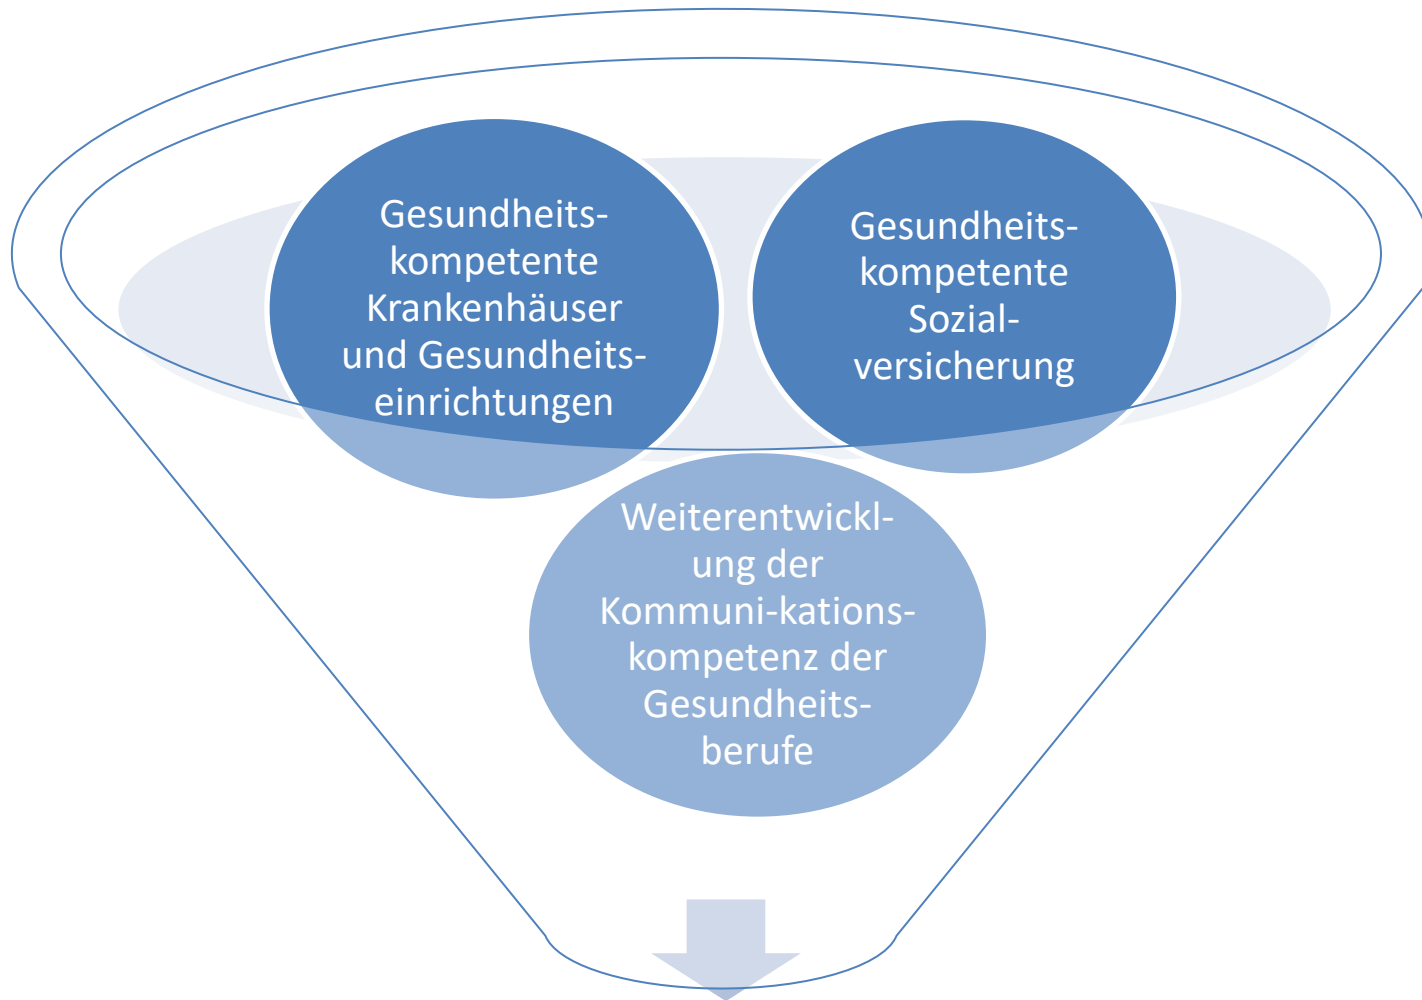 Gesundheits-
kompetente
Krankenhäuser
und Gesundheits-
einrichtungen
Gesundheits-
kompetente
Sozial-
versicherung
Weiterentwickl-
ung der
Kommuni-kations-
kompetenz der
Gesundheits-
berufe